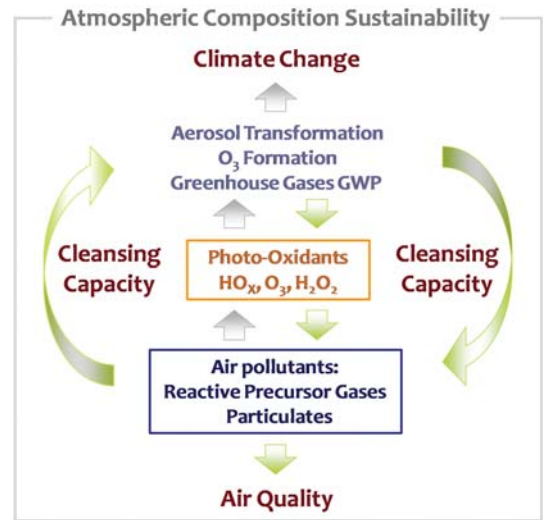 Atmospheric Composition Sustainability
Climate Change
Aerosol Transformation
O₃ Formation
Greenhouse Gases GWP
Cleansing
Capacity
Photo-Oxidants
HOₓ, O₃, H₂O₂
Cleansing
Capacity
Air pollutants:
Reactive Precursor Gases
Particulates
Air Quality